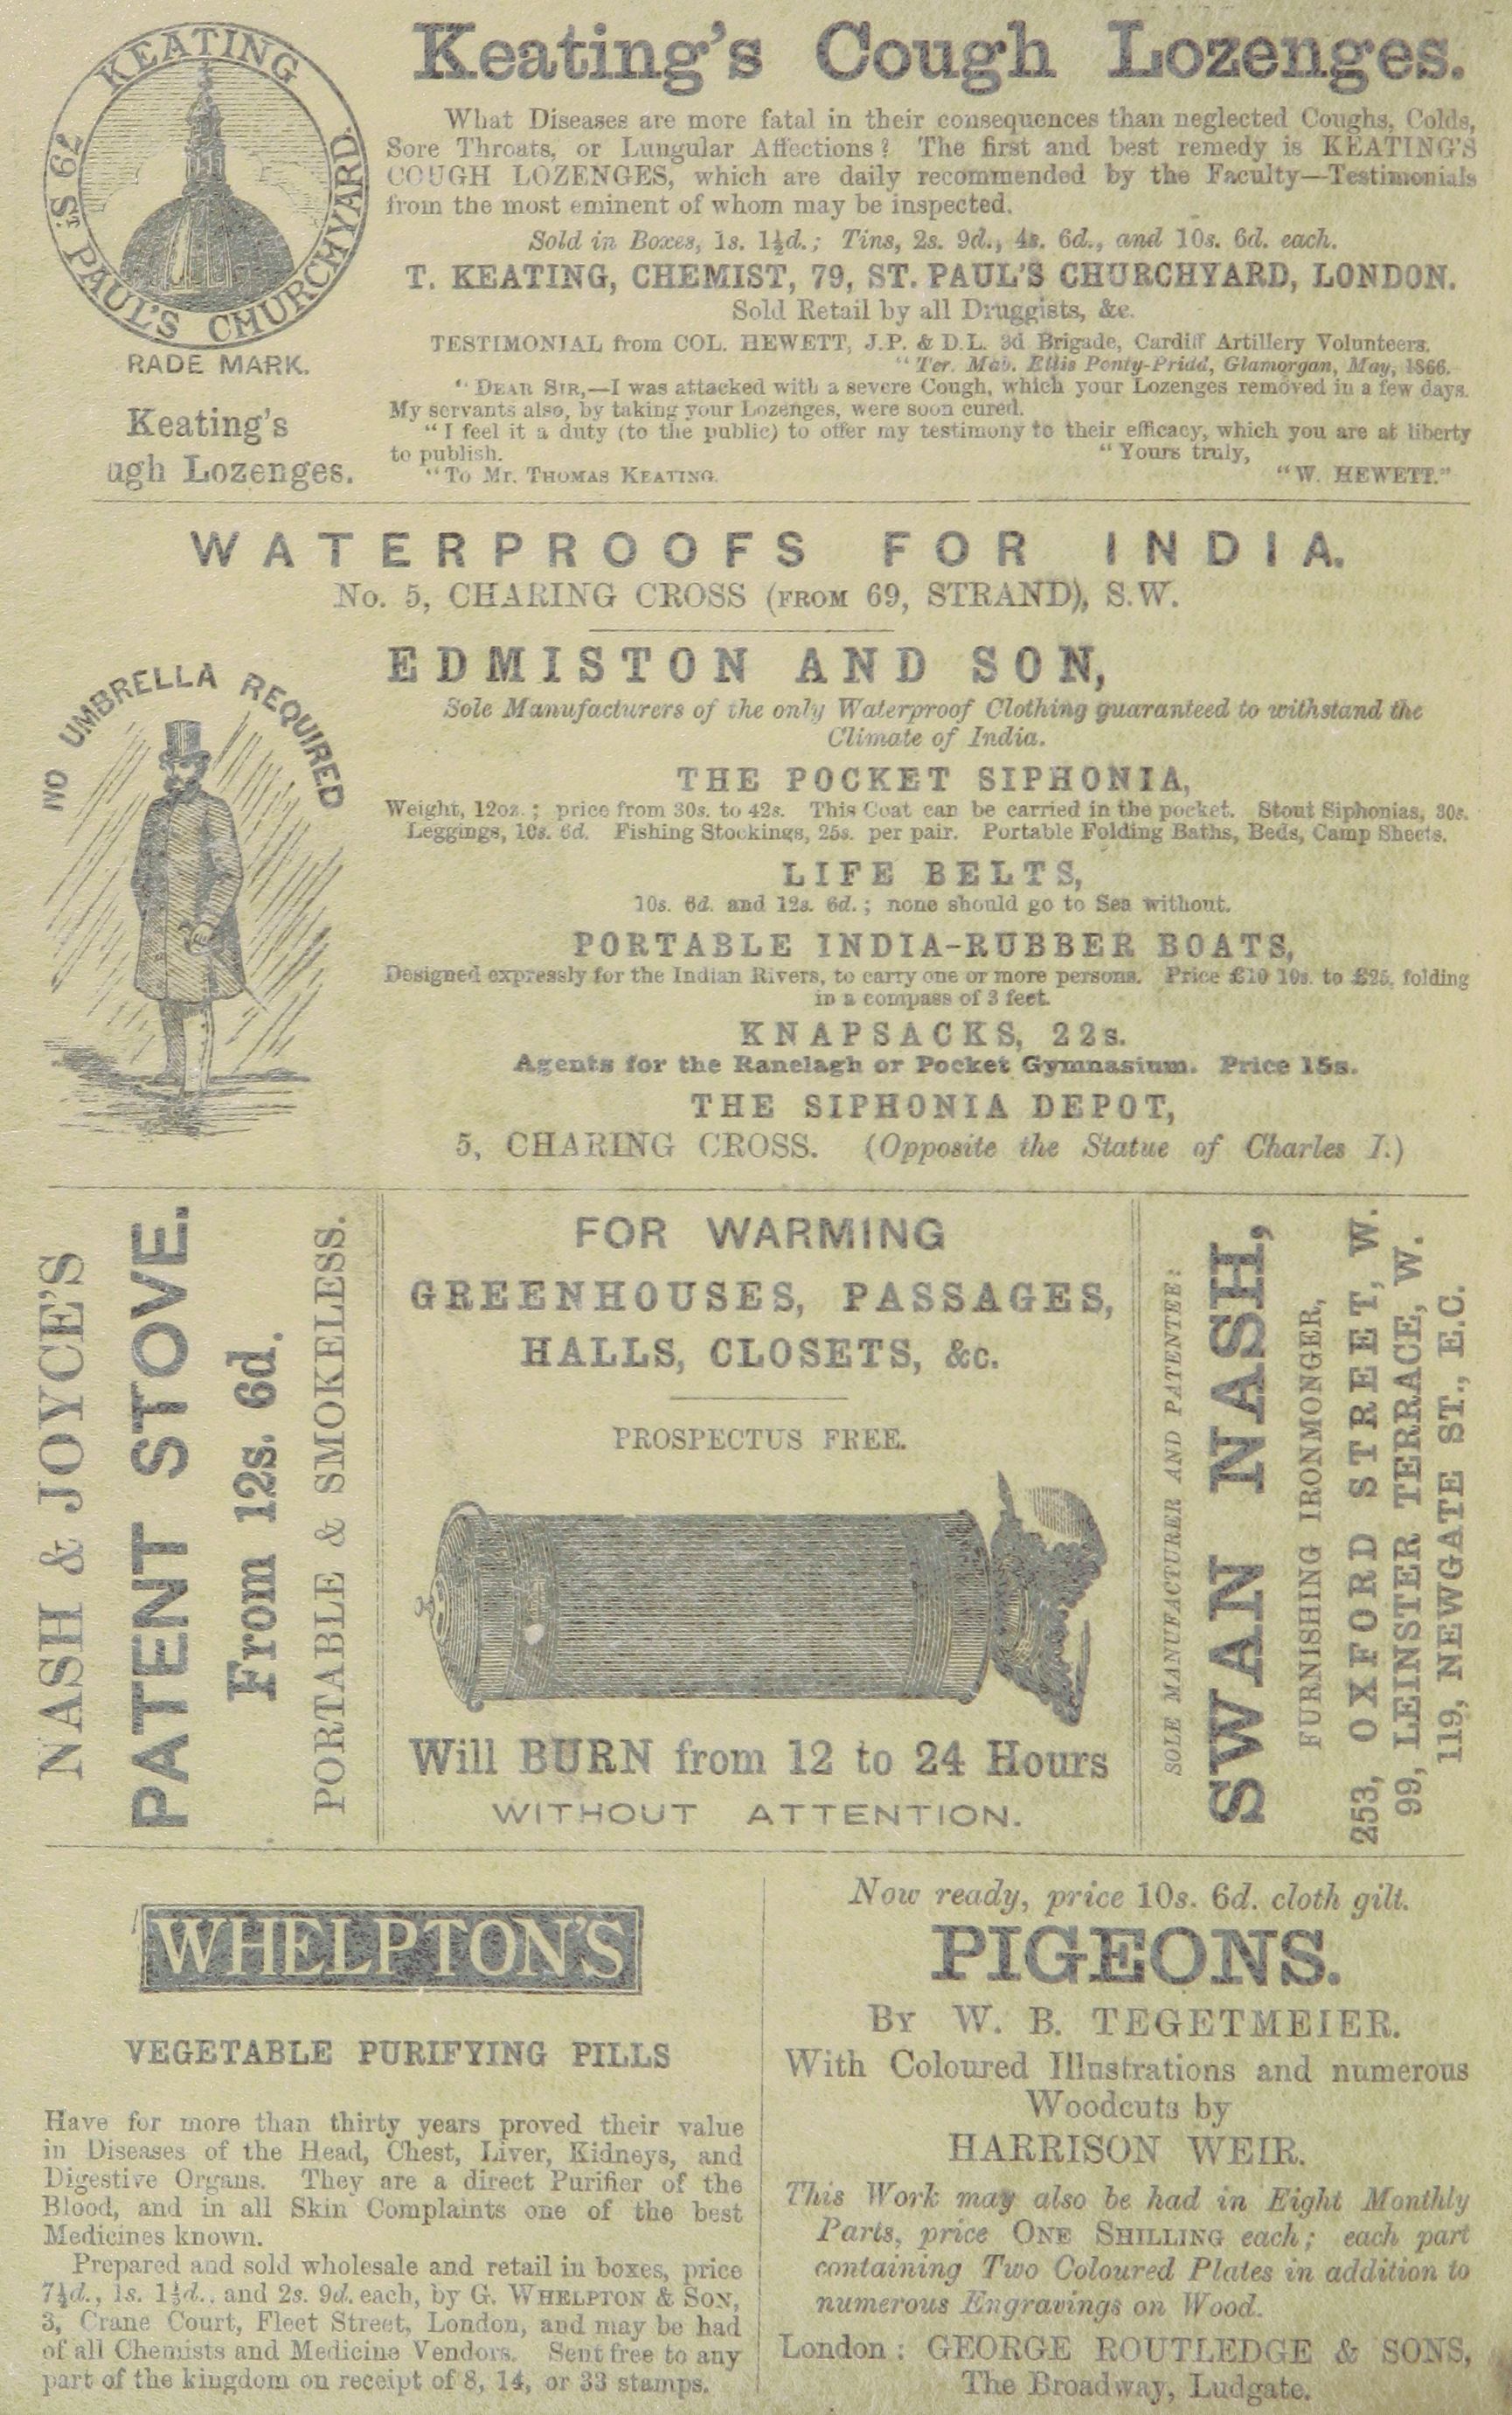 KEATING
79 St. PAUL'S CHURCHYARD.
RADE MARK.
Keating's
ugh Lozenges.
Keating's Cough Lozenges.
What Diseases are more fatal in their consequences than neglected Coughs, Colds,
Sore Throats, or Lungular Affections? The first and best remedy is KEATING'S
COUGH LOZENGES, which are daily recommended by the Faculty—Testimonials
from the most eminent of whom may be inspected.
Sold in Boxes, 1s. 1½d.; Tins, 2s. 9d., 4s. 6d., and 10s. 6d. each.
T. KEATING, CHEMIST, 79, ST. PAUL'S CHURCHYARD, LONDON.
Sold Retail by all Druggists, &c.
TESTIMONIAL from COL. HEWETT, J.P. & D.L. 3d Brigade, Cardiff Artillery Volunteers.
"Ter. Mab. Ellis Ponty-Pridd, Glamorgan, May, 1866.
"DEAR SIR,—I was attacked with a severe Cough, which your Lozenges removed in a few days.
My servants also, by taking your Lozenges, were soon cured.
"I feel it a duty (to the public) to offer my testimony to their efficacy, which you are at liberty
to publish. "Yours truly,
"To Mr. THOMAS KEATING. "W. HEWETT."
WATERPROOFS FOR INDIA.
No. 5, CHARING CROSS (FROM 69, STRAND), S.W.
NO UMBRELLA REQUIRED
EDMISTON AND SON,
Sole Manufacturers of the only Waterproof Clothing guaranteed to withstand the
Climate of India.
THE POCKET SIPHONIA,
Weight, 12oz.; price from 30s. to 42s. This Coat can be carried in the pocket. Stout Siphonias, 30s.
Leggings, 10s. 6d. Fishing Stockings, 25s. per pair. Portable Folding Baths, Beds, Camp Sheets.
LIFE BELTS,
10s. 6d. and 12s. 6d.; none should go to Sea without.
PORTABLE INDIA-RUBBER BOATS,
Designed expressly for the Indian Rivers, to carry one or more persons. Price £10 10s. to £25, folding
in a compass of 3 feet.
KNAPSACKS, 22s.
Agents for the Ranelagh or Pocket Gymnasium. Price 15s.
THE SIPHONIA DEPOT,
5, CHARING CROSS. (Opposite the Statue of Charles I.)
NASH & JOYCE'S
PATENT STOVE.
From 12s. 6d.
PORTABLE & SMOKELESS.
FOR WARMING
GREENHOUSES, PASSAGES,
HALLS, CLOSETS, &c.
PROSPECTUS FREE.
Will BURN from 12 to 24 Hours
WITHOUT ATTENTION.
SOLE MANUFACTURER AND PATENTEE:
SWAN NASH,
FURNISHING IRONMONGER,
253, OXFORD STREET, W.
99, LEINSTER TERRACE, W.
119, NEWGATE ST., E.C.
WHELPTON'S
VEGETABLE PURIFYING PILLS
Have for more than thirty years proved their value
in Diseases of the Head, Chest, Liver, Kidneys, and
Digestive Organs. They are a direct Purifier of the
Blood, and in all Skin Complaints one of the best
Medicines known.
Prepared and sold wholesale and retail in boxes, price
7½d., 1s. 1½d., and 2s. 9d. each, by G. WHELPTON & SON,
3, Crane Court, Fleet Street, London, and may be had
of all Chemists and Medicine Vendors. Sent free to any
part of the kingdom on receipt of 8, 14, or 33 stamps.
Now ready, price 10s. 6d. cloth gilt.
PIGEONS.
BY W. B. TEGETMEIER.
With Coloured Illustrations and numerous
Woodcuts by
HARRISON WEIR.
This Work may also be had in Eight Monthly
Parts, price ONE SHILLING each; each part
containing Two Coloured Plates in addition to
numerous Engravings on Wood.
London: GEORGE ROUTLEDGE & SONS,
The Broadway, Ludgate.